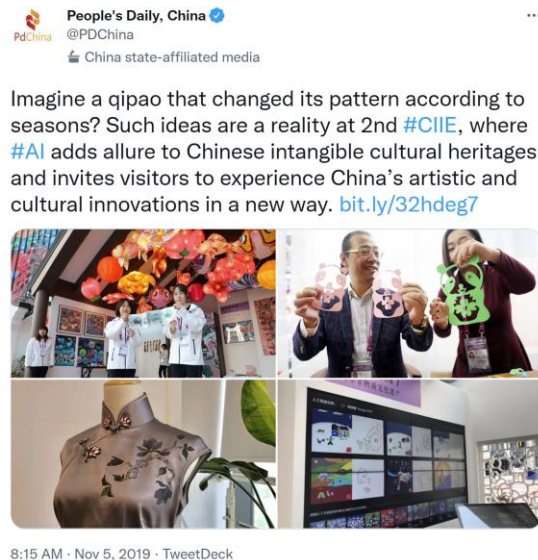 People's Daily, China
PdChina
@PDChina
China state-affiliated media
Imagine a qipao that changed its pattern according to
seasons? Such ideas are a reality at 2nd #CIIE, where
#AI adds allure to Chinese intangible cultural heritages
and invites visitors to experience China's artistic and
cultural innovations in a new way. bit.ly/32hdeg7
8:15 AM · Nov 5, 2019 · TweetDeck